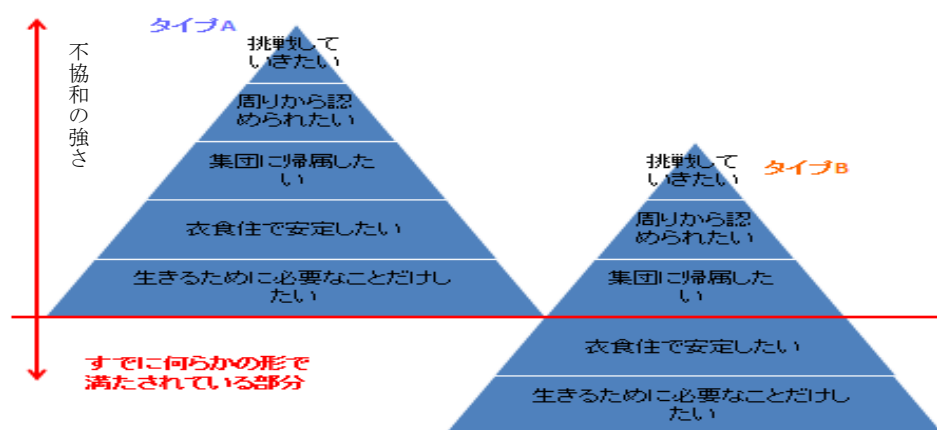 不協和の強さ
タイプA
挑戦して
いきたい
周りから認
められたい
集団に帰属した
い
衣食住で安定したい
生きるために必要なことだけし
たい
タイプB
挑戦して
いきたい
周りから認
められたい
集団に帰属した
い
衣食住で安定したい
生きるために必要なことだけし
たい
すでに何らかの形で
満たされている部分